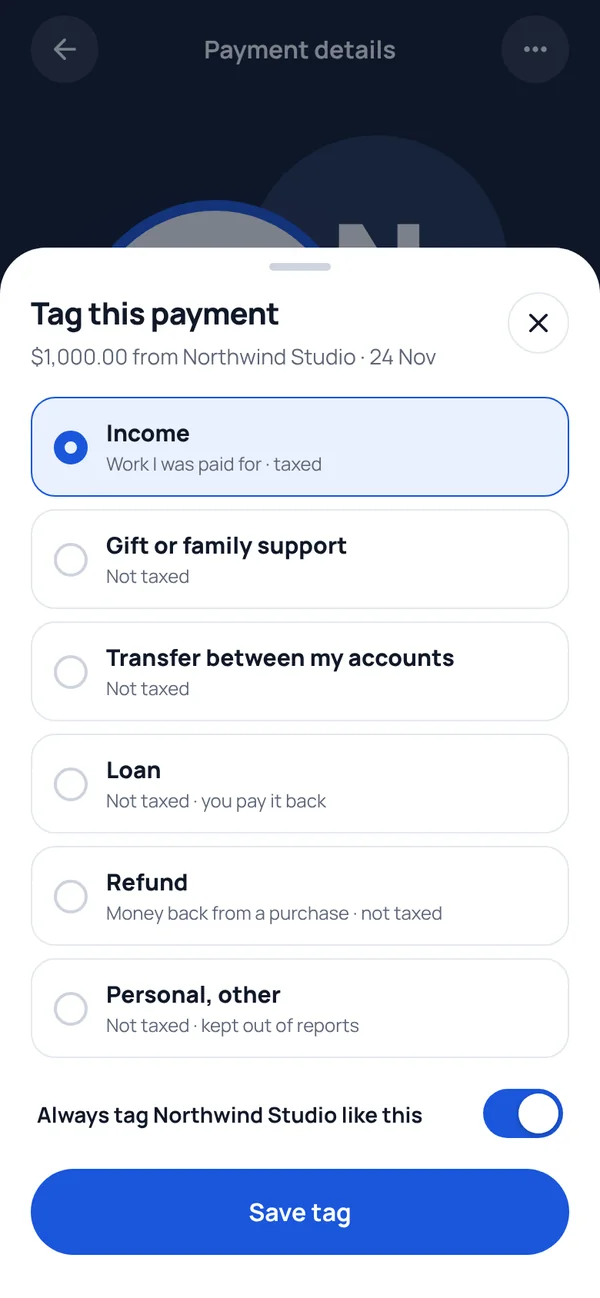 Payment details
N
Tag this payment
$1,000.00 from Northwind Studio · 24 Nov
Income
Work I was paid for · taxed
Gift or family support
Not taxed
Transfer between my accounts
Not taxed
Loan
Not taxed · you pay it back
Refund
Money back from a purchase · not taxed
Personal, other
Not taxed · kept out of reports
Always tag Northwind Studio like this
Save tag